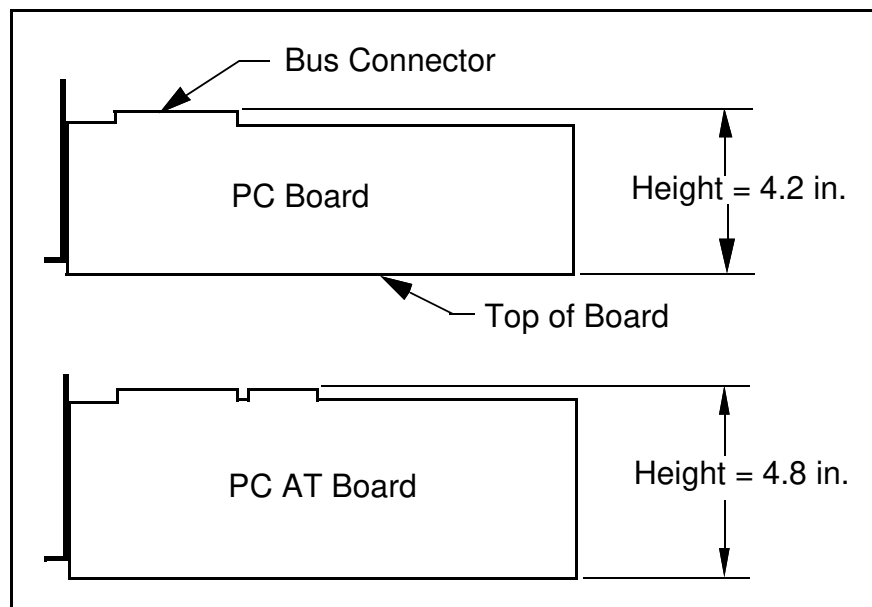 Bus Connector
PC Board
Height = 4.2 in.
Top of Board
PC AT Board
Height = 4.8 in.